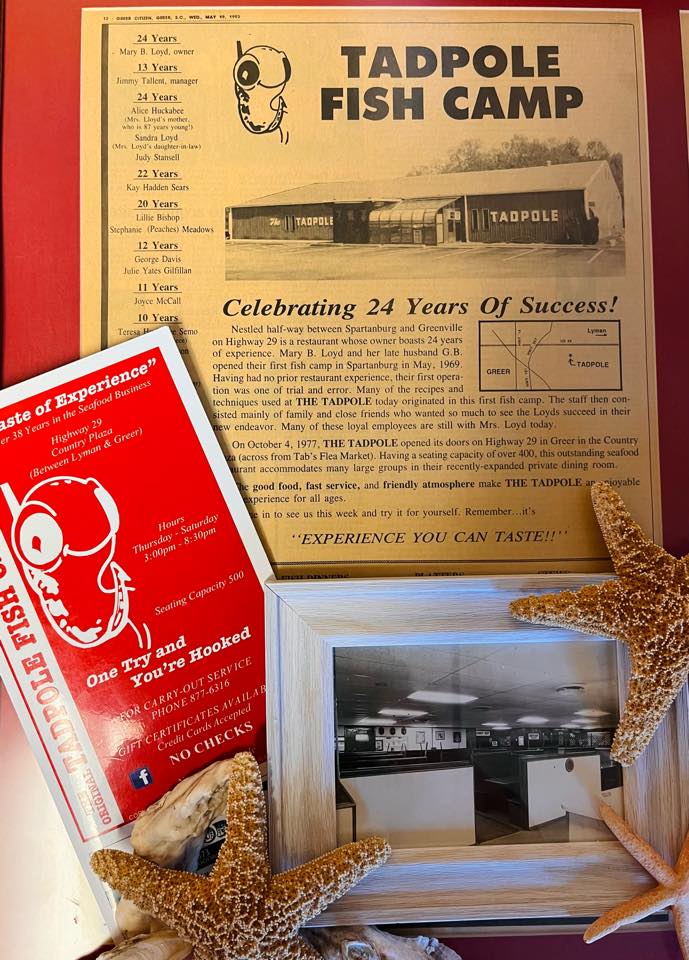 12 - GREER CITIZEN, GREER, S.C., WED., MAY 19, 1993
24 Years
Mary B. Loyd, owner
13 Years
Jimmy Tallent, manager
24 Years
Alice Huckabee
(Mrs. Lloyd's mother,
who is 87 years young!)
Sandra Loyd
(Mrs. Loyd's daughter-in-law)
Judy Stansell
22 Years
Kay Hadden Sears
20 Years
Lillie Bishop
Stephanie (Peaches) Meadows
12 Years
George Davis
Julie Yates Gilfillan
11 Years
Joyce McCall
10 Years
Teresa Semo
TADPOLE
FISH CAMP
The TADPOLE
TADPOLE
Celebrating 24 Years Of Success!
Nestled half-way between Spartanburg and Greenville
on Highway 29 is a restaurant whose owner boasts 24 years
of experience. Mary B. Loyd and her late husband G.B.
opened their first fish camp in Spartanburg in May, 1969.
Having had no prior restaurant experience, their first opera-
tion was one of trial and error. Many of the recipes and
techniques used at THE TADPOLE today originated in this first fish camp. The staff then con-
sisted mainly of family and close friends who wanted so much to see the Loyds succeed in their
new endeavor. Many of these loyal employees are still with Mrs. Loyd today.
Lyman
GREER
TADPOLE
On October 4, 1977, THE TADPOLE opened its doors on Highway 29 in Greer in the Country
(across from Tab's Flea Market). Having a seating capacity of over 400, this outstanding seafood
accommodates many large groups in their recently-expanded private dining room.
good food, fast service, and friendly atmosphere make THE TADPOLE an
experience for all ages.
in to see us this week and try it for yourself. Remember...it's
"EXPERIENCE YOU CAN TASTE!!"
FISH DINNERS
PLATTERS
aste of Experience"
er 38 Years in the Seafood Business
Highway 29
Country Plaza
(Between Lyman & Greer)
Hours
Thursday - Saturday
3:00pm - 8:30pm
Seating Capacity 500
One Try and
You're Hooked
FOR CARRY-OUT SERVICE
PHONE 877-6316
GIFT CERTIFICATES AVAILAB
Credit Cards Accepted
NO CHECKS
f
THE
ORIGINAL TADPOLE FISH